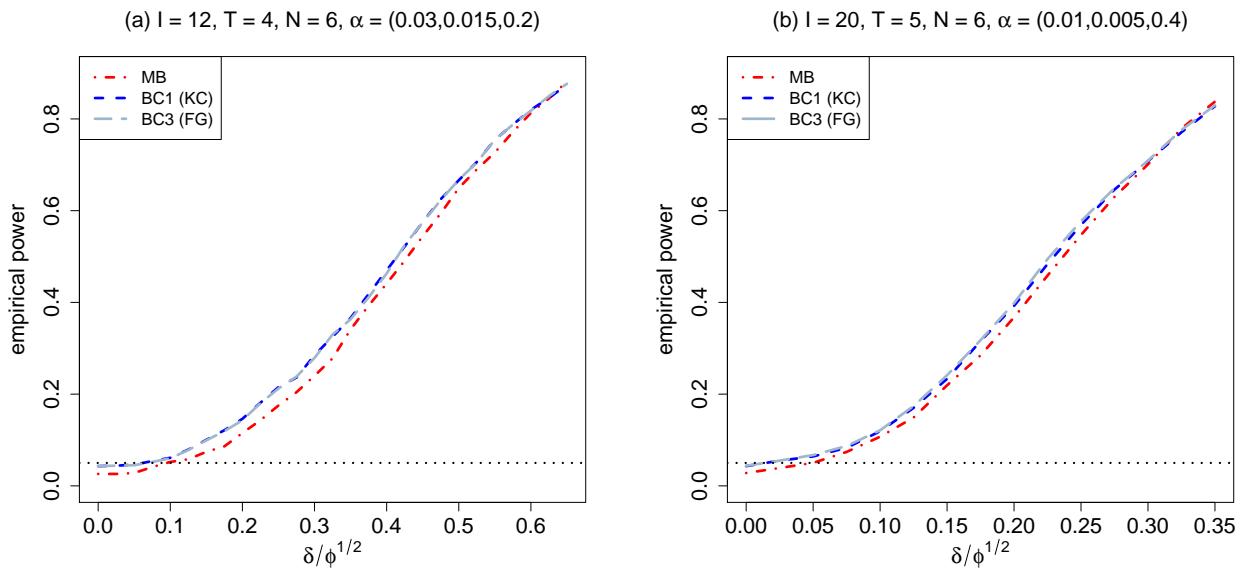 (a) I = 12, T = 4, N = 6, α = (0.03,0.015,0.2)
MB
BC1 (KC)
BC3 (FG)
empirical power
0.8
0.6
0.4
0.2
0.0
0.0 0.1 0.2 0.3 0.4 0.5 0.6
δ/ϕ^1/2
(b) I = 20, T = 5, N = 6, α = (0.01,0.005,0.4)
MB
BC1 (KC)
BC3 (FG)
empirical power
0.8
0.6
0.4
0.2
0.0
0.00 0.05 0.10 0.15 0.20 0.25 0.30 0.35
δ/ϕ^1/2